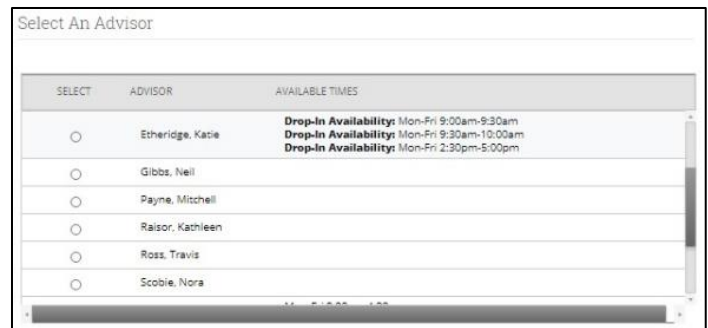 Select An Advisor
SELECT ADVISOR AVAILABLE TIMES
Etheridge, Katie
Drop-In Availability: Mon-Fri 9:00am-9:30am
Drop-In Availability: Mon-Fri 9:30am-10:00am
Drop-In Availability: Mon-Fri 2:30pm-5:00pm
Gibbs, Neil
Payne, Mitchell
Raisor, Kathleen
Ross, Travis
Scobie, Nora